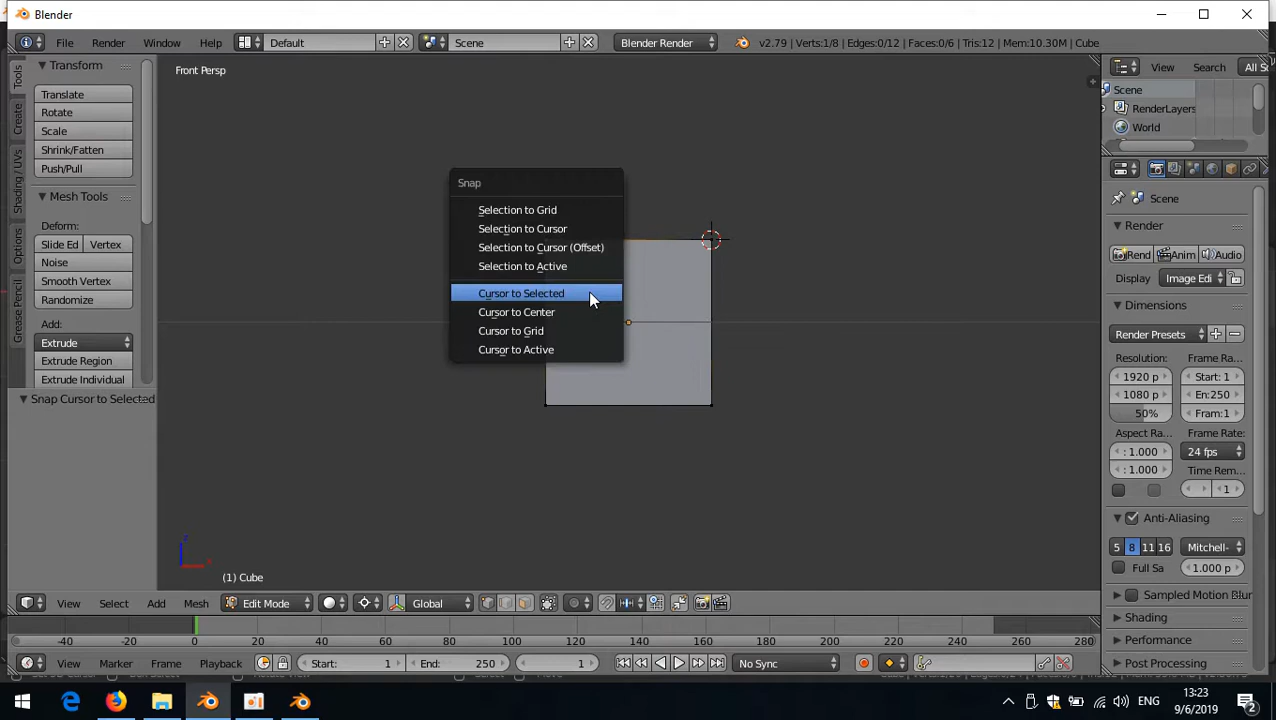 Blender
File Render Window Help Default Scene Blender Render v2.79 | Verts:1/8 | Edges:0/12 | Faces:0/6 | Tris:12 | Mem:10.30M | Cube
Tools
Create
Shading / UVs
Options
Transform
Translate
Rotate
Scale
Shrink/Fatten
Push/Pull
Mesh Tools
Deform:
Slide Ed Vertex
Noise
Smooth Vertex
Randomize
Add:
Extrude
Extrude Region
Extrude Individual
Snap Cursor to Selected
Front Persp
Snap
Selection to Grid
Selection to Cursor
Selection to Cursor (Offset)
Selection to Active
Cursor to Selected
Cursor to Center
Cursor to Grid
Cursor to Active
z
x
(1) Cube
View Search All S
Scene
RenderLayers
World
Scene
Render
Rend Anim Audio
Display Image Edi
Dimensions
Render Presets
Resolution: Frame Ra
1920 p Start: 1
1080 p En:250
50% Fram:1
Aspect Ra... Frame Rate:
: 1.000 24 fps
: 1.000 Time Rem...
1
Anti-Aliasing
5 8 11 16 Mitchell-
Full Sa 1.000 p
Sampled Motion Blur
Shading
Performance
Post Processing
View Select Add Mesh Edit Mode Global
-40 -20 0 20 40 60 80 100 120 140 160 180 200 220 240 260 280
View Marker Frame Playback Start: 1 End: 250 1 No Sync
ENG 13:23
9/6/2019
2